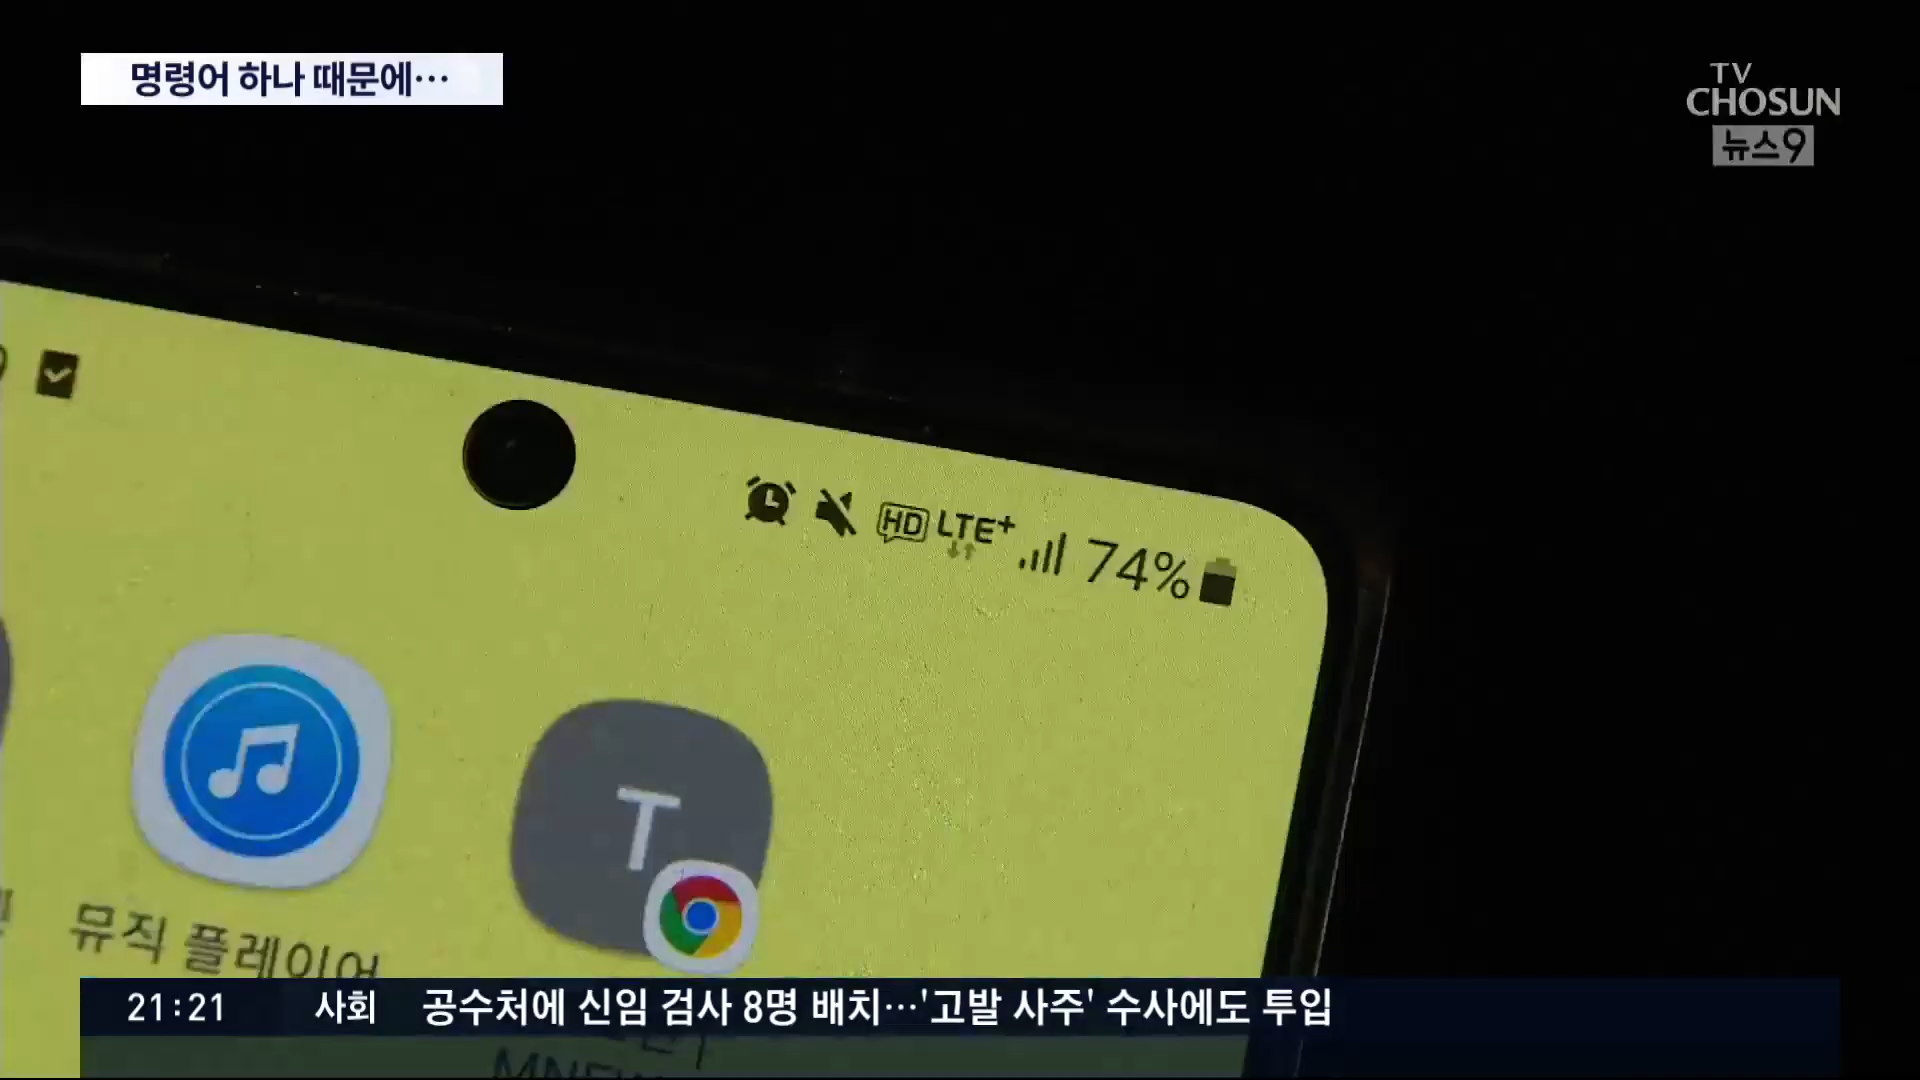 명령어 하나 때문에…
TV
CHOSUN
뉴스9
HD LTE+ 74%
T
뮤직 플레이어
21:21 사회 공수처에 신임 검사 8명 배치…'고발 사주' 수사에도 투입